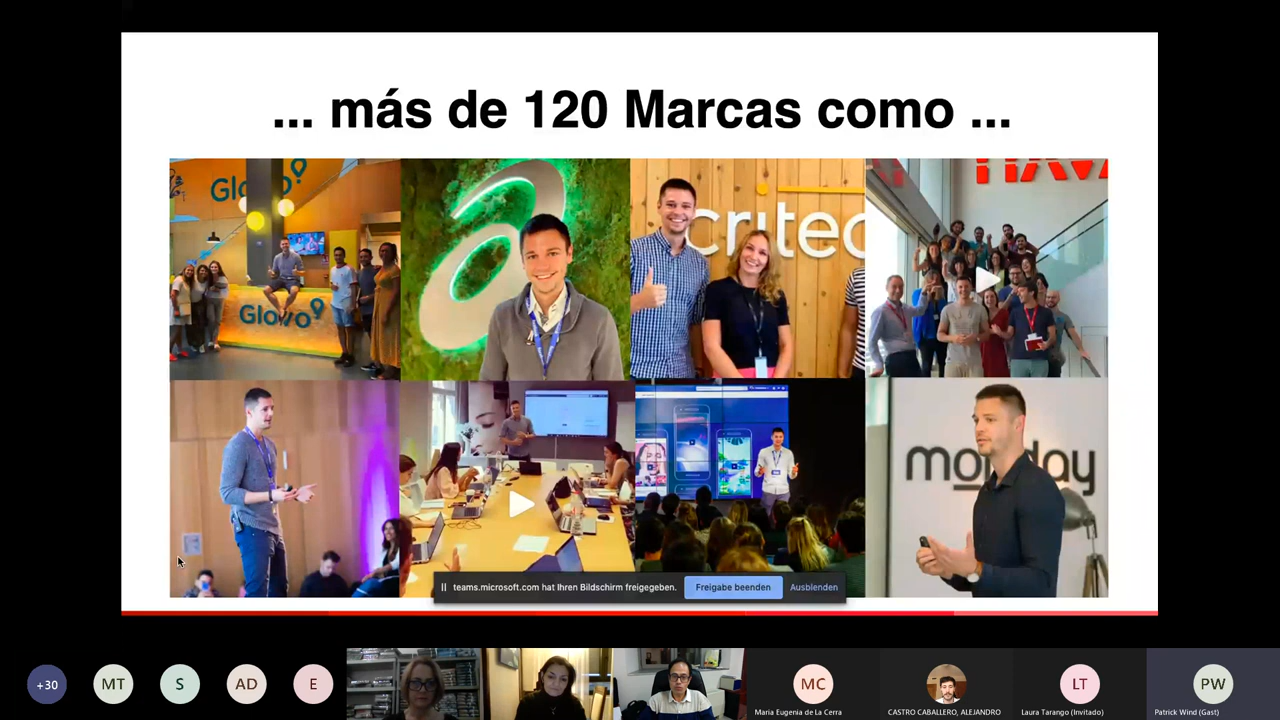 ... más de 120 Marcas como ...
Glovo
Glovo
criteo
monday
teams.microsoft.com hat Ihren Bildschirm freigegeben.
Freigabe beenden
Ausblenden
+30
MT
S
AD
E
MC
LT
PW
Maria Eugenia de La Cerra
CASTRO CABALLERO, ALEJANDRO
Laura Tarango (Invitado)
Patrick Wind (Gast)